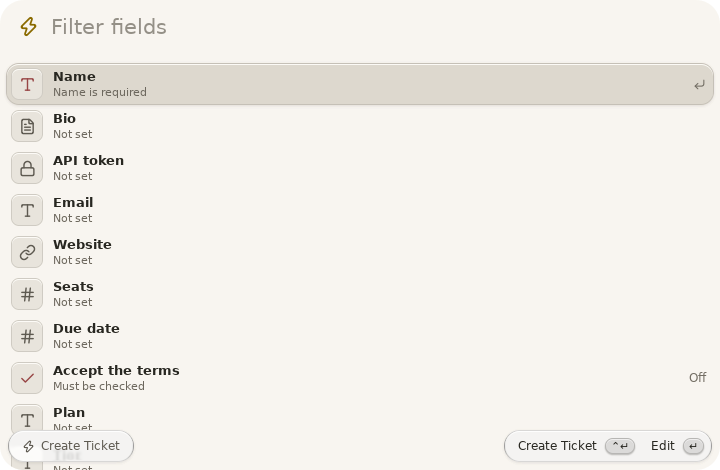 Filter fields
Name
Name is required
Bio
Not set
API token
Not set
Email
Not set
Website
Not set
Seats
Not set
Due date
Not set
Accept the terms
Must be checked
Off
Plan
Not set
Create Ticket
Create Ticket ⌃↵ Edit ↵
Not set